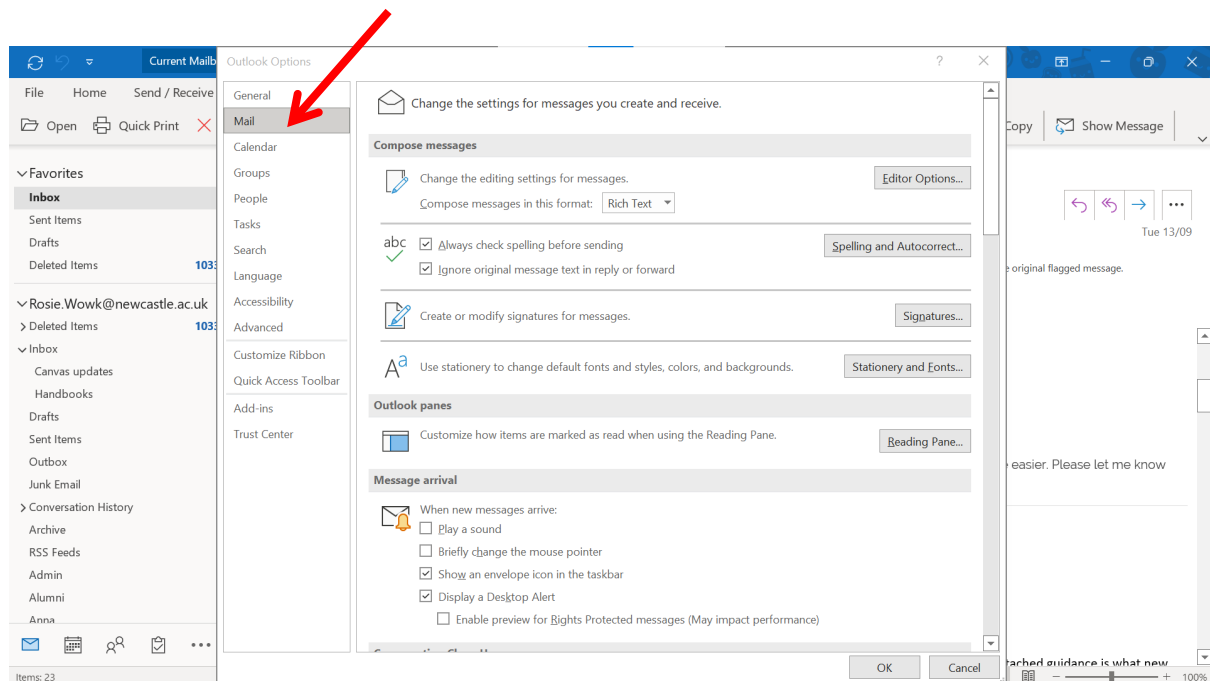 Current Mailb
Outlook Options
?
File Home Send / Receive
Open Quick Print
Copy Show Message
Favorites
Inbox
Sent Items
Drafts
Deleted Items 1033
Rosie.Wowk@newcastle.ac.uk
Deleted Items 1033
Inbox
Canvas updates
Handbooks
Drafts
Sent Items
Outbox
Junk Email
Conversation History
Archive
RSS Feeds
Admin
Alumni
Anna
Items: 23
General
Mail
Calendar
Groups
People
Tasks
Search
Language
Accessibility
Advanced
Customize Ribbon
Quick Access Toolbar
Add-ins
Trust Center
Change the settings for messages you create and receive.
Compose messages
Change the editing settings for messages. Editor Options...
Compose messages in this format: Rich Text
abc Always check spelling before sending Spelling and Autocorrect...
Ignore original message text in reply or forward
Create or modify signatures for messages. Signatures...
Aa Use stationery to change default fonts and styles, colors, and backgrounds. Stationery and Fonts...
Outlook panes
Customize how items are marked as read when using the Reading Pane. Reading Pane...
Message arrival
When new messages arrive:
Play a sound
Briefly change the mouse pointer
Show an envelope icon in the taskbar
Display a Desktop Alert
Enable preview for Rights Protected messages (May impact performance)
OK Cancel
Tue 13/09
original flagged message.
easier. Please let me know
tached guidance is what new
100%